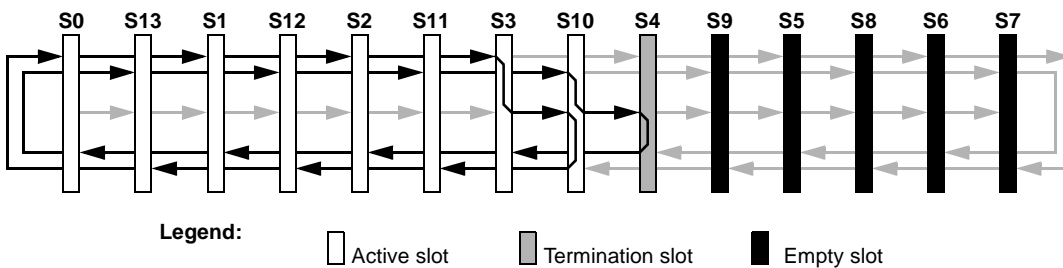 S0 S13 S1 S12 S2 S11 S3 S10 S4 S9 S5 S8 S6 S7
Legend:
Active slot Termination slot Empty slot